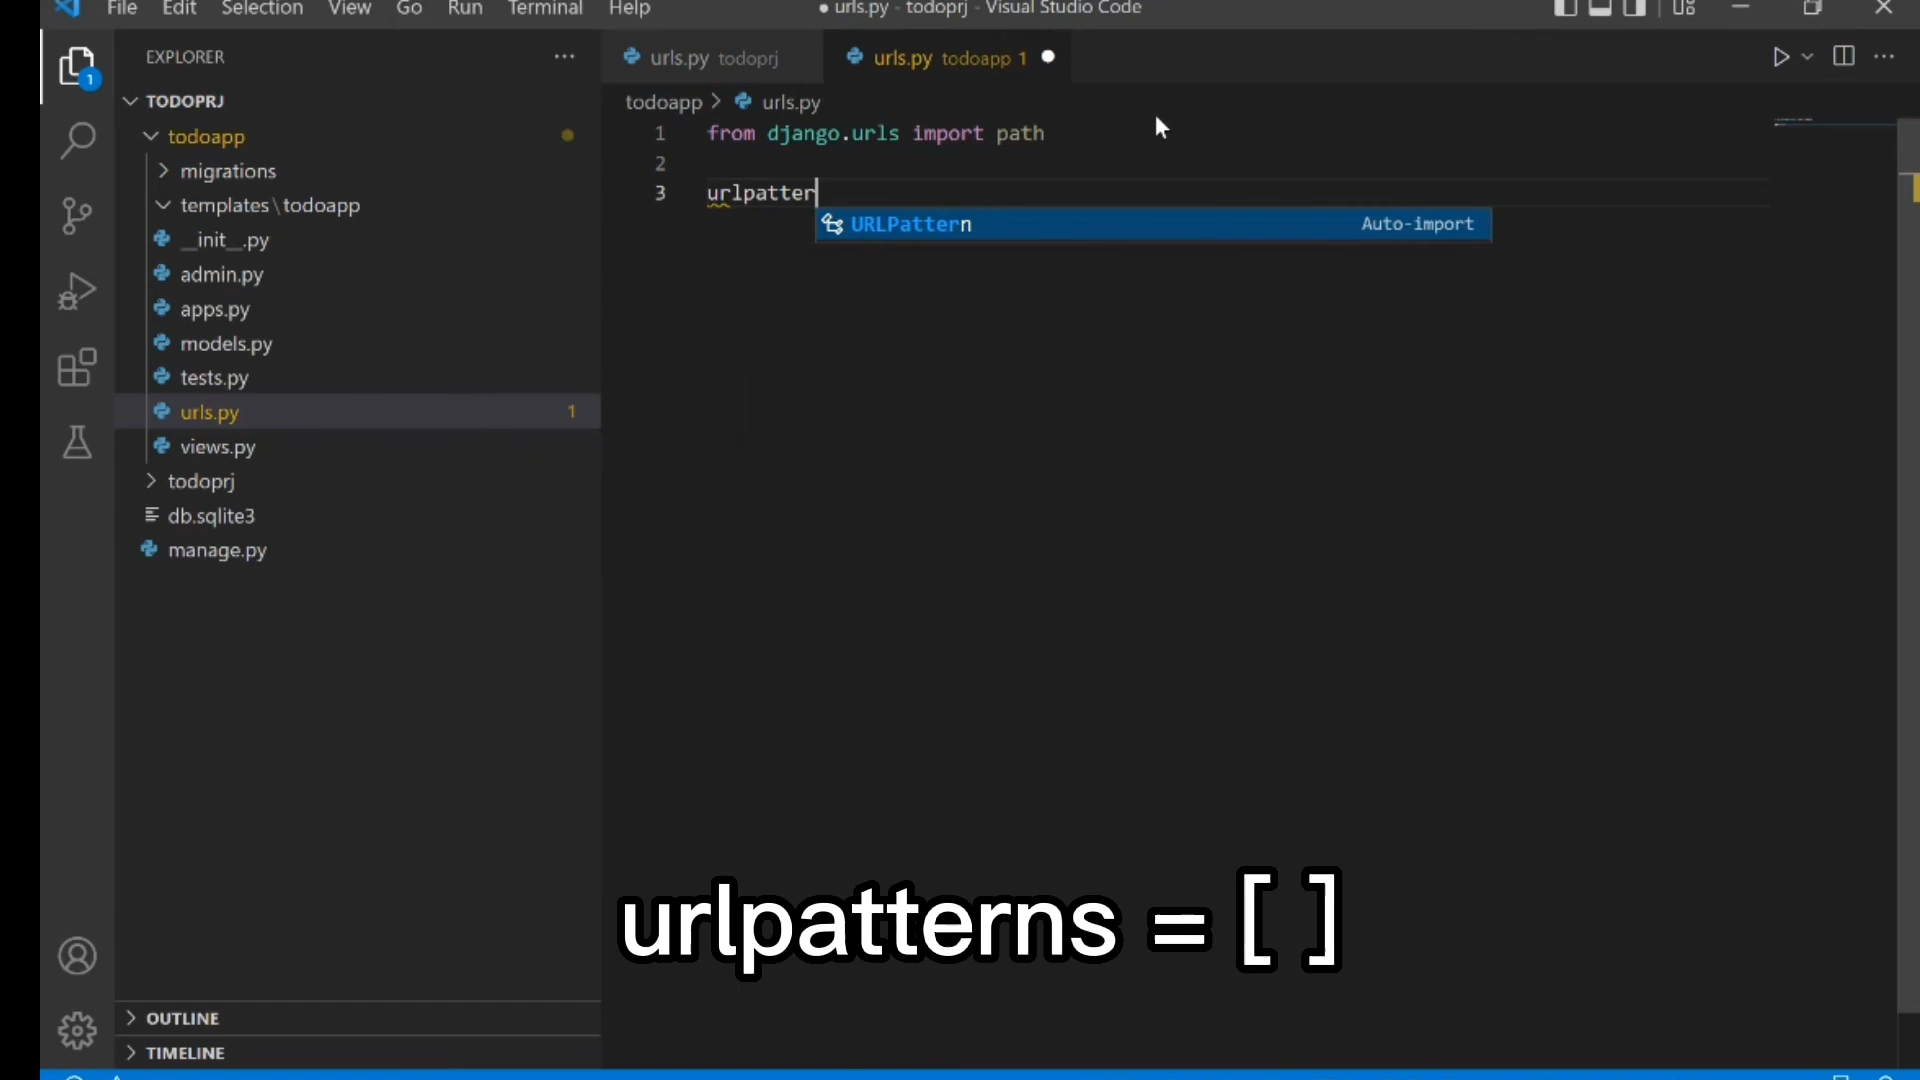 File Edit Selection View Go Run Terminal Help
● urls.py - todoprj - Visual Studio Code
EXPLORER
urls.py todoprj
urls.py todoapp 1
1
TODOPRJ
todoapp > urls.py
todoapp
migrations
templates\todoapp
__init__.py
admin.py
apps.py
models.py
tests.py
urls.py 1
views.py
todoprj
db.sqlite3
manage.py
1 from django.urls import path
2
3 urlpatter
URLPattern Auto-import
urlpatterns = [ ]
OUTLINE
TIMELINE